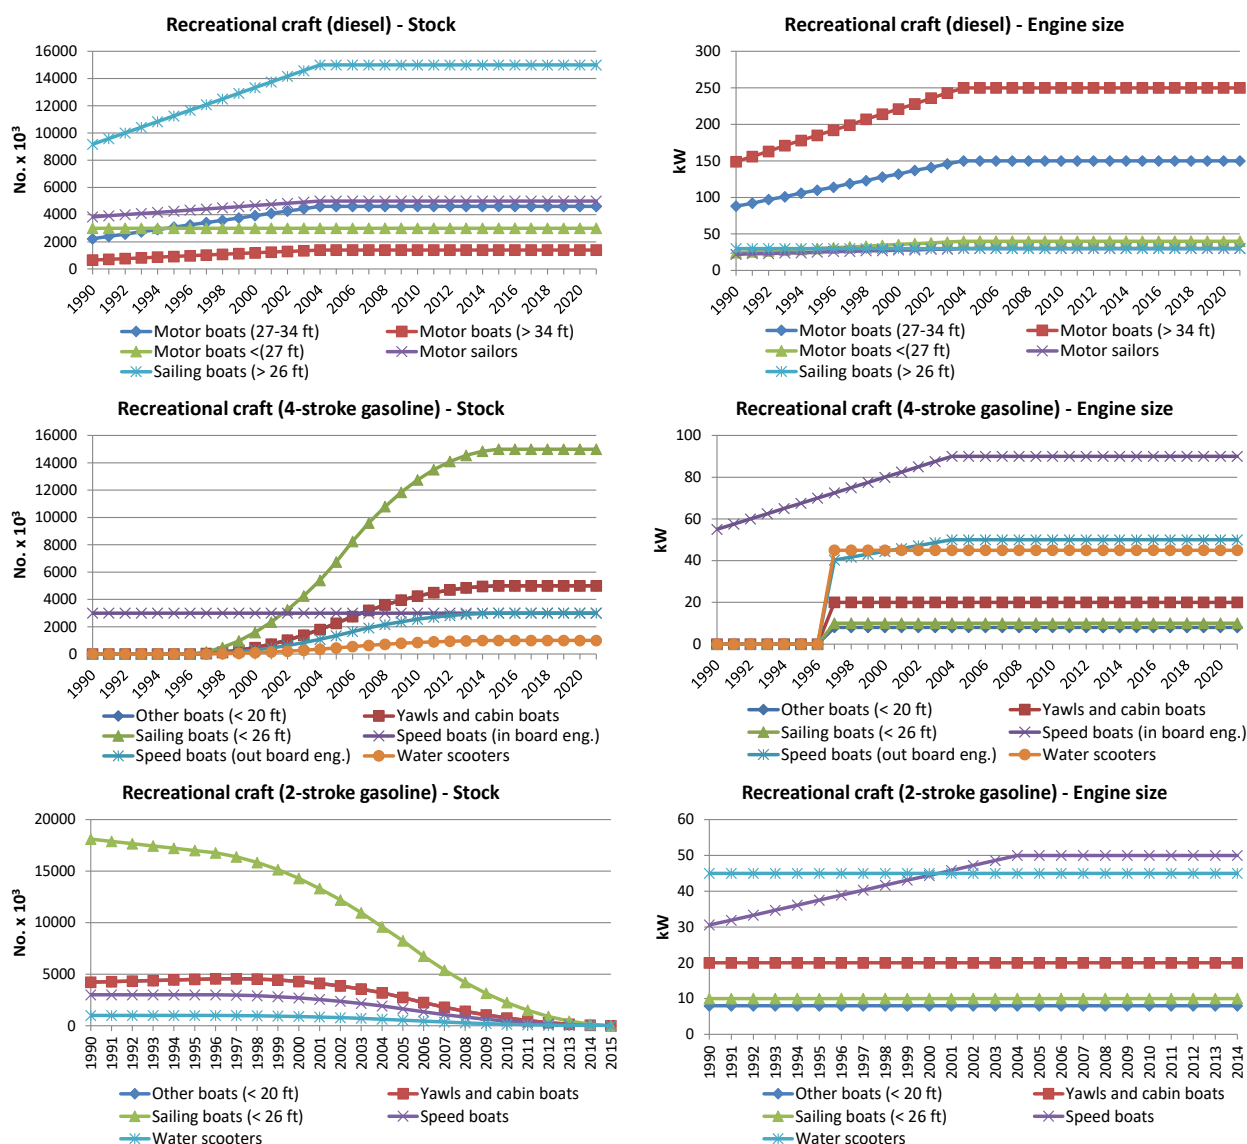 Recreational craft (diesel) - Stock
No. x 10³
16000
14000
12000
10000
8000
6000
4000
2000
0
1990 1992 1994 1996 1998 2000 2002 2004 2006 2008 2010 2012 2014 2016 2018 2020
Motor boats (27-34 ft) Motor boats (> 34 ft)
Motor boats <(27 ft) Motor sailors
Sailing boats (> 26 ft)
Recreational craft (diesel) - Engine size
kW
300
250
200
150
100
50
0
1990 1992 1994 1996 1998 2000 2002 2004 2006 2008 2010 2012 2014 2016 2018 2020
Motor boats (27-34 ft) Motor boats (> 34 ft)
Motor boats <(27 ft) Motor sailors
Sailing boats (> 26 ft)
Recreational craft (4-stroke gasoline) - Stock
No. x 10³
16000
14000
12000
10000
8000
6000
4000
2000
0
1990 1992 1994 1996 1998 2000 2002 2004 2006 2008 2010 2012 2014 2016 2018 2020
Other boats (< 20 ft) Yawls and cabin boats
Sailing boats (< 26 ft) Speed boats (in board eng.)
Speed boats (out board eng.) Water scooters
Recreational craft (4-stroke gasoline) - Engine size
kW
100
80
60
40
20
0
1990 1992 1994 1996 1998 2000 2002 2004 2006 2008 2010 2012 2014 2016 2018 2020
Other boats (< 20 ft) Yawls and cabin boats
Sailing boats (< 26 ft) Speed boats (in board eng.)
Speed boats (out board eng.) Water scooters
Recreational craft (2-stroke gasoline) - Stock
No. x 10³
20000
15000
10000
5000
0
1990 1991 1992 1993 1994 1995 1996 1997 1998 1999 2000 2001 2002 2003 2004 2005 2006 2007 2008 2009 2010 2011 2012 2013 2014 2015
Other boats (< 20 ft) Yawls and cabin boats
Sailing boats (< 26 ft) Speed boats
Water scooters
Recreational craft (2-stroke gasoline) - Engine size
kW
60
50
40
30
20
10
0
1990 1991 1992 1993 1994 1995 1996 1997 1998 1999 2000 2001 2002 2003 2004 2005 2006 2007 2008 2009 2010 2011 2012 2013 2014
Other boats (< 20 ft) Yawls and cabin boats
Sailing boats (< 26 ft) Speed boats
Water scooters